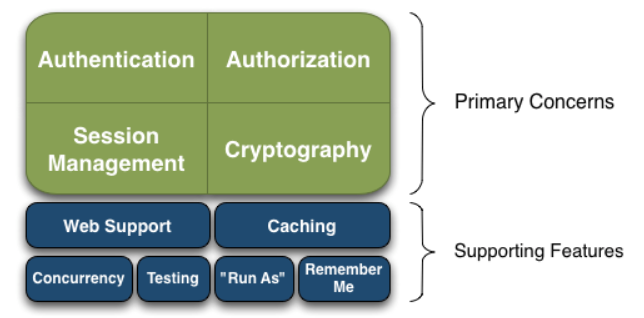 Authentication
Authorization
Session
Management
Cryptography
Primary Concerns
Web Support
Caching
Concurrency
Testing
"Run As"
Remember
Me
Supporting Features